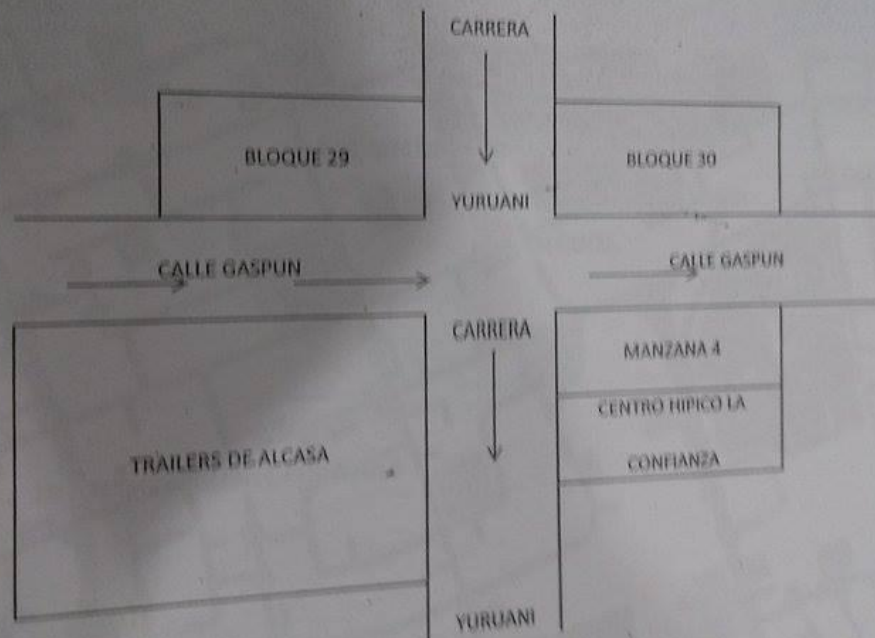 CARRERA
BLOQUE 29
BLOQUE 30
YURUANI
CALLE GASPUN
CALLE GASPUN
CARRERA
MANZANA 4
CENTRO HIPICO LA
CONFIANZA
TRAILERS DE ALCASA
YURUANI